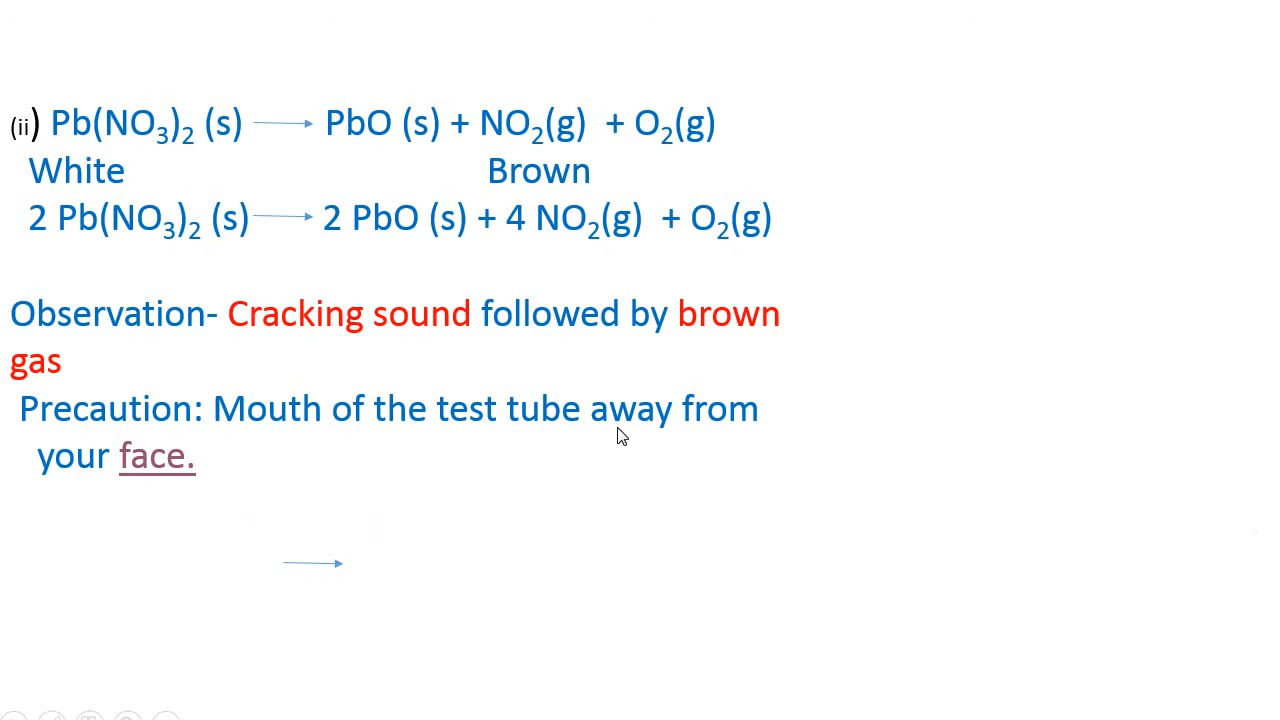 (ii) Pb(NO₃)₂ (s) → PbO (s) + NO₂(g) + O₂(g)
White Brown
2 Pb(NO₃)₂ (s) → 2 PbO (s) + 4 NO₂(g) + O₂(g)
Observation- Cracking sound followed by brown
gas
Precaution: Mouth of the test tube away from
your face.
→